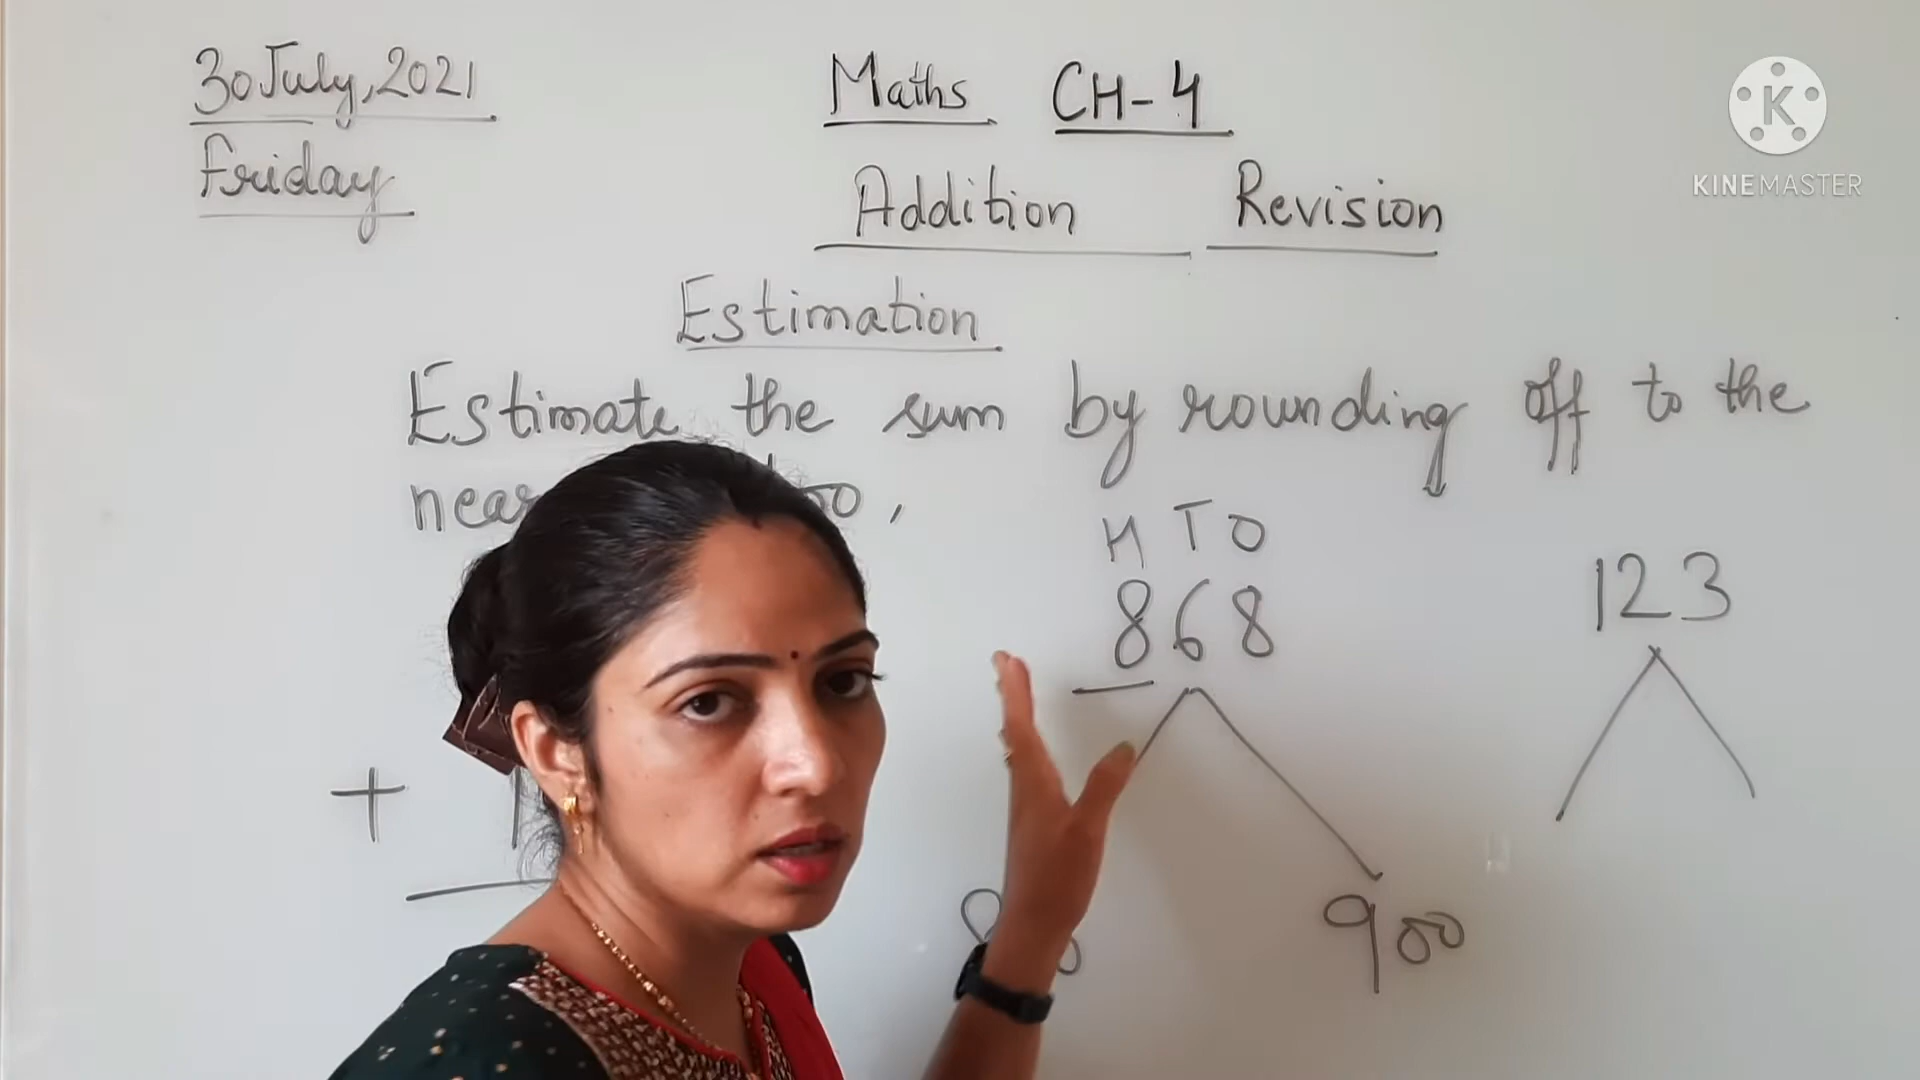 30 July, 2021
Friday
Maths CH-4
Addition Revision
KINEMASTER
Estimation
Estimate the sum by rounding off to the
H T O
868
123
+
900